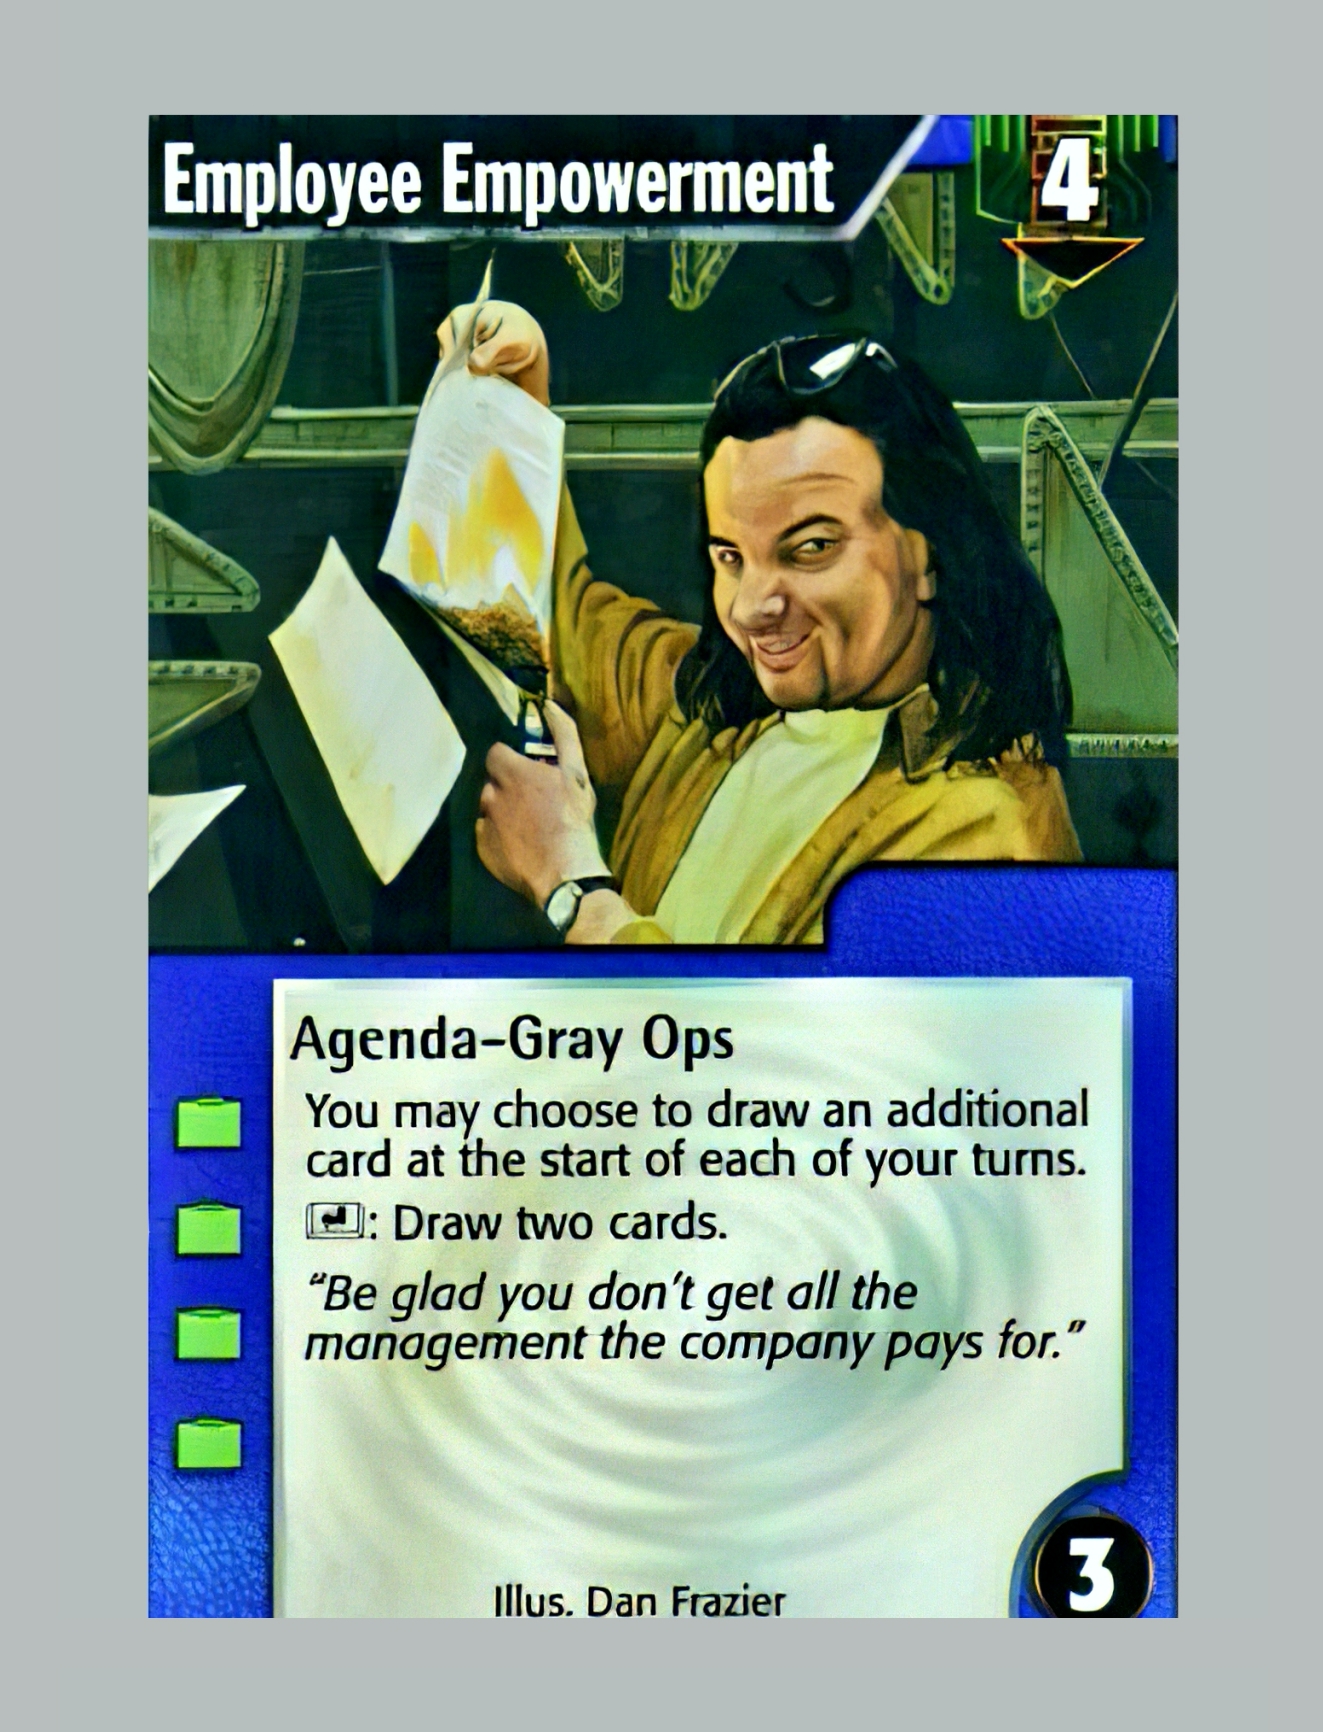 Employee Empowerment
4
Agenda–Gray Ops
You may choose to draw an additional
card at the start of each of your turns.
: Draw two cards.
"Be glad you don't get all the
management the company pays for."
3
Illus. Dan Frazier